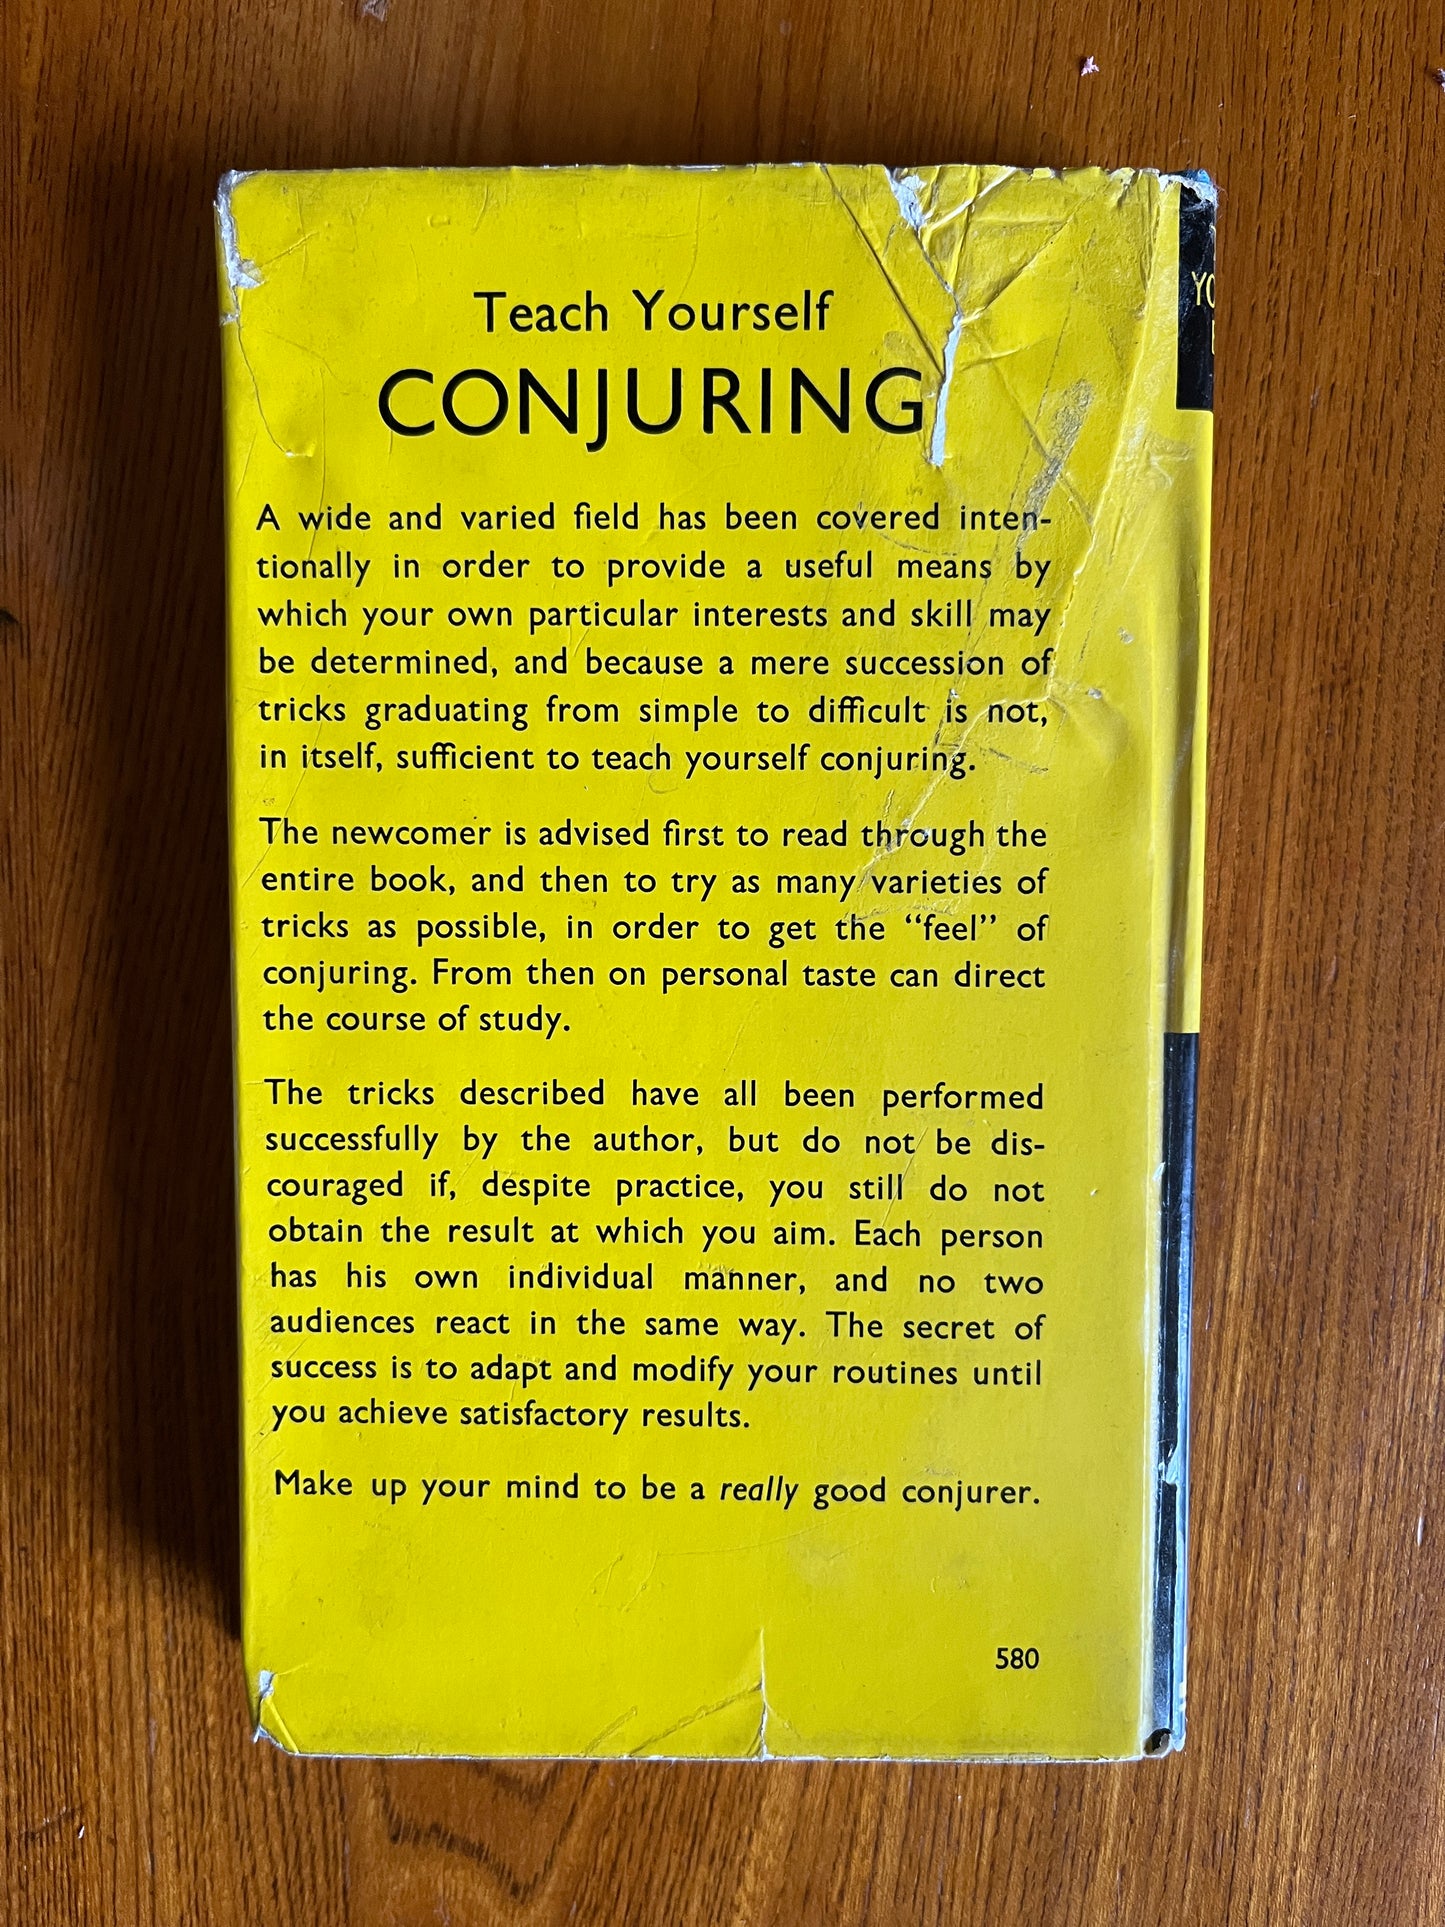 Teach Yourself
CONJURING
A wide and varied field has been covered inten-
tionally in order to provide a useful means by
which your own particular interests and skill may
be determined, and because a mere succession of
tricks graduating from simple to difficult is not,
in itself, sufficient to teach yourself conjuring.
The newcomer is advised first to read through the
entire book, and then to try as many varieties of
tricks as possible, in order to get the “feel” of
conjuring. From then on personal taste can direct
the course of study.
The tricks described have all been performed
successfully by the author, but do not be dis-
couraged if, despite practice, you still do not
obtain the result at which you aim. Each person
has his own individual manner, and no two
audiences react in the same way. The secret of
success is to adapt and modify your routines until
you achieve satisfactory results.
Make up your mind to be a really good conjurer.
580